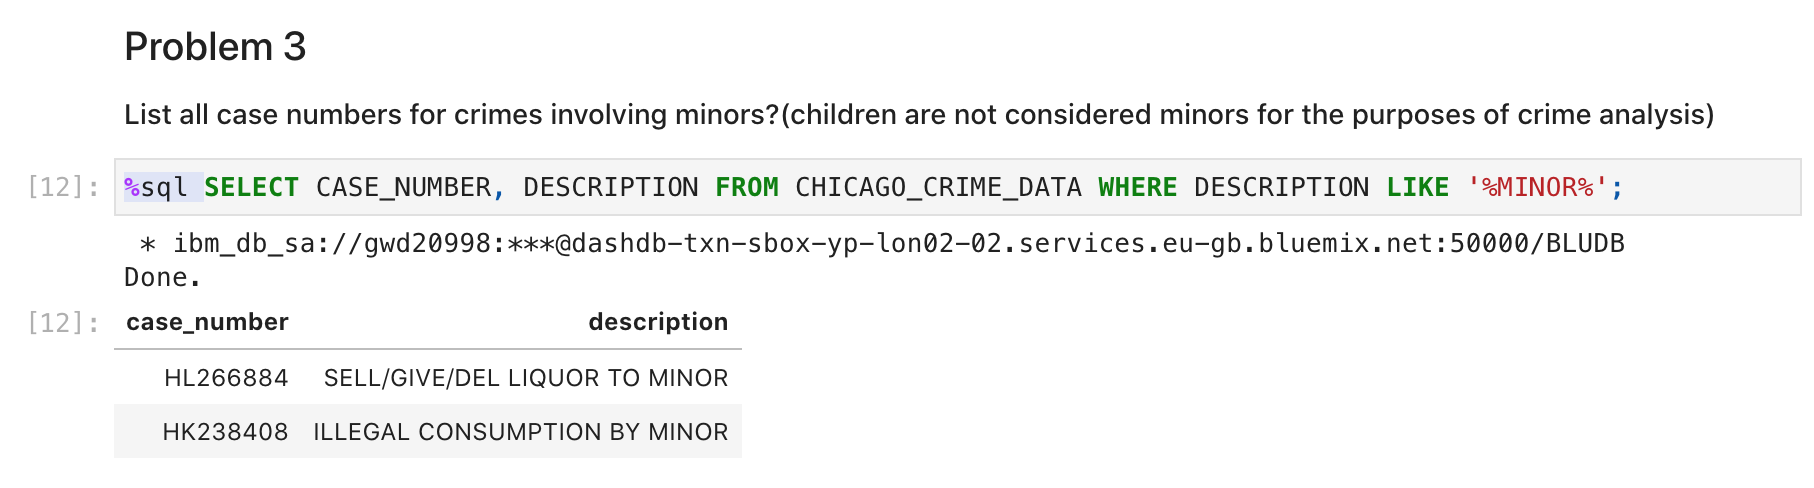 Problem 3
List all case numbers for crimes involving minors?(children are not considered minors for the purposes of crime analysis)
[12]: %sql SELECT CASE_NUMBER, DESCRIPTION FROM CHICAGO_CRIME_DATA WHERE DESCRIPTION LIKE '%MINOR%';
* ibm_db_sa://gwd20998:***@dashdb-txn-sbox-yp-lon02-02.services.eu-gb.bluemix.net:50000/BLUDB
Done.
[12]: case_number description
HL266884 SELL/GIVE/DEL LIQUOR TO MINOR
HK238408 ILLEGAL CONSUMPTION BY MINOR